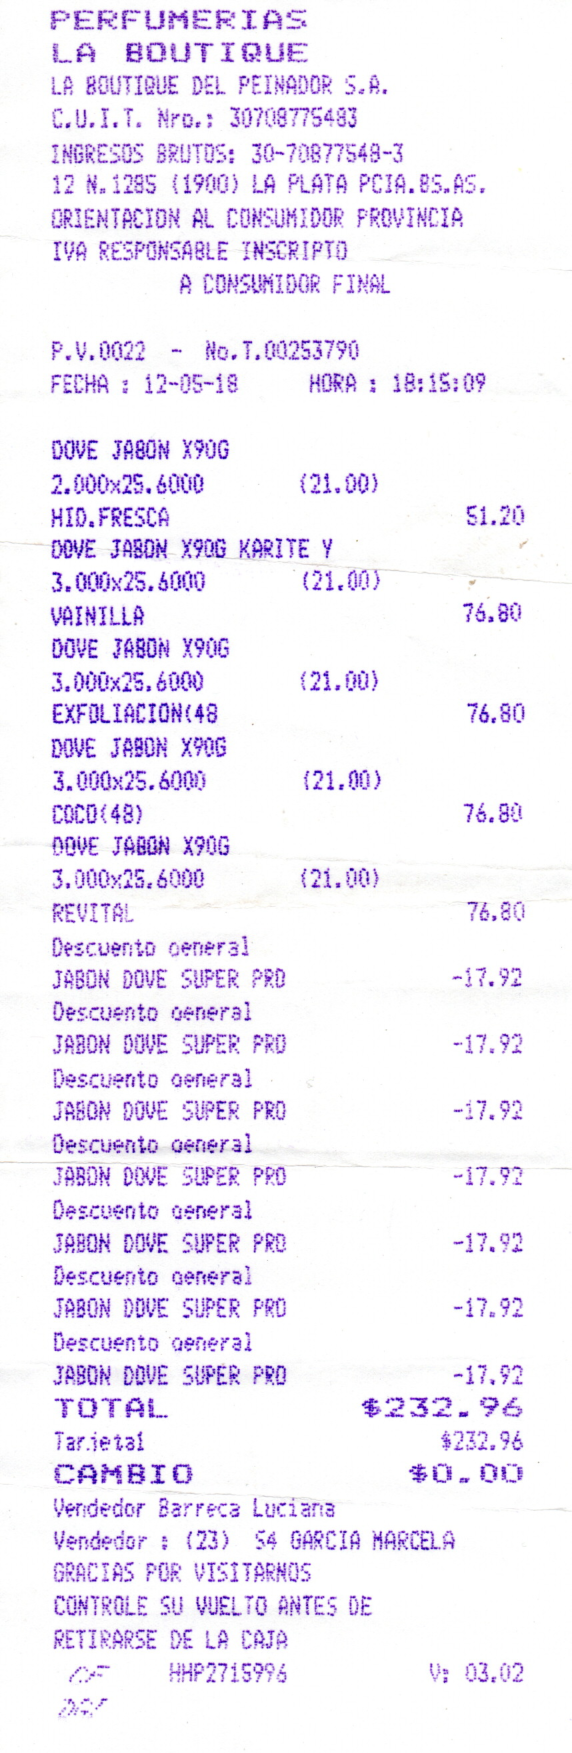 PERFUMERIAS
LA BOUTIQUE
LA BOUTIQUE DEL PEINADOR S.A.
C.U.I.T. Nro.: 30708775483
INGRESOS BRUTOS: 30-70877548-3
12 N.1285 (1900) LA PLATA PCIA.BS.AS.
ORIENTACION AL CONSUMIDOR PROVINCIA
IVA RESPONSABLE INSCRIPTO
A CONSUMIDOR FINAL
P.V.0022 - No.T.00253790
FECHA : 12-05-18 HORA : 18:15:09
DOVE JABON X90G
2.000x25.6000 (21.00)
HID.FRESCA 51.20
DOVE JABON X90G KARITE Y
3.000x25.6000 (21.00)
VAINILLA 76.80
DOVE JABON X90G
3.000x25.6000 (21.00)
EXFOLIACION(48 76.80
DOVE JABON X90G
3.000x25.6000 (21.00)
COCO(48) 76.80
DOVE JABON X90G
3.000x25.6000 (21.00)
REVITAL 76.80
Descuento general
JABON DOVE SUPER PRO -17.92
Descuento general
JABON DOVE SUPER PRO -17.92
Descuento general
JABON DOVE SUPER PRO -17.92
Descuento general
JABON DOVE SUPER PRO -17.92
Descuento general
JABON DOVE SUPER PRO -17.92
Descuento general
JABON DOVE SUPER PRO -17.92
Descuento general
JABON DOVE SUPER PRO -17.92
TOTAL $232.96
Tarjeta1 $232.96
CAMBIO $0.00
Vendedor Barreca Luciana
Vendedor : (23) 54 GARCIA MARCELA
GRACIAS POR VISITARNOS
CONTROLE SU VUELTO ANTES DE
RETIRARSE DE LA CAJA
CF HHP2715996 V: 03.02
DGI